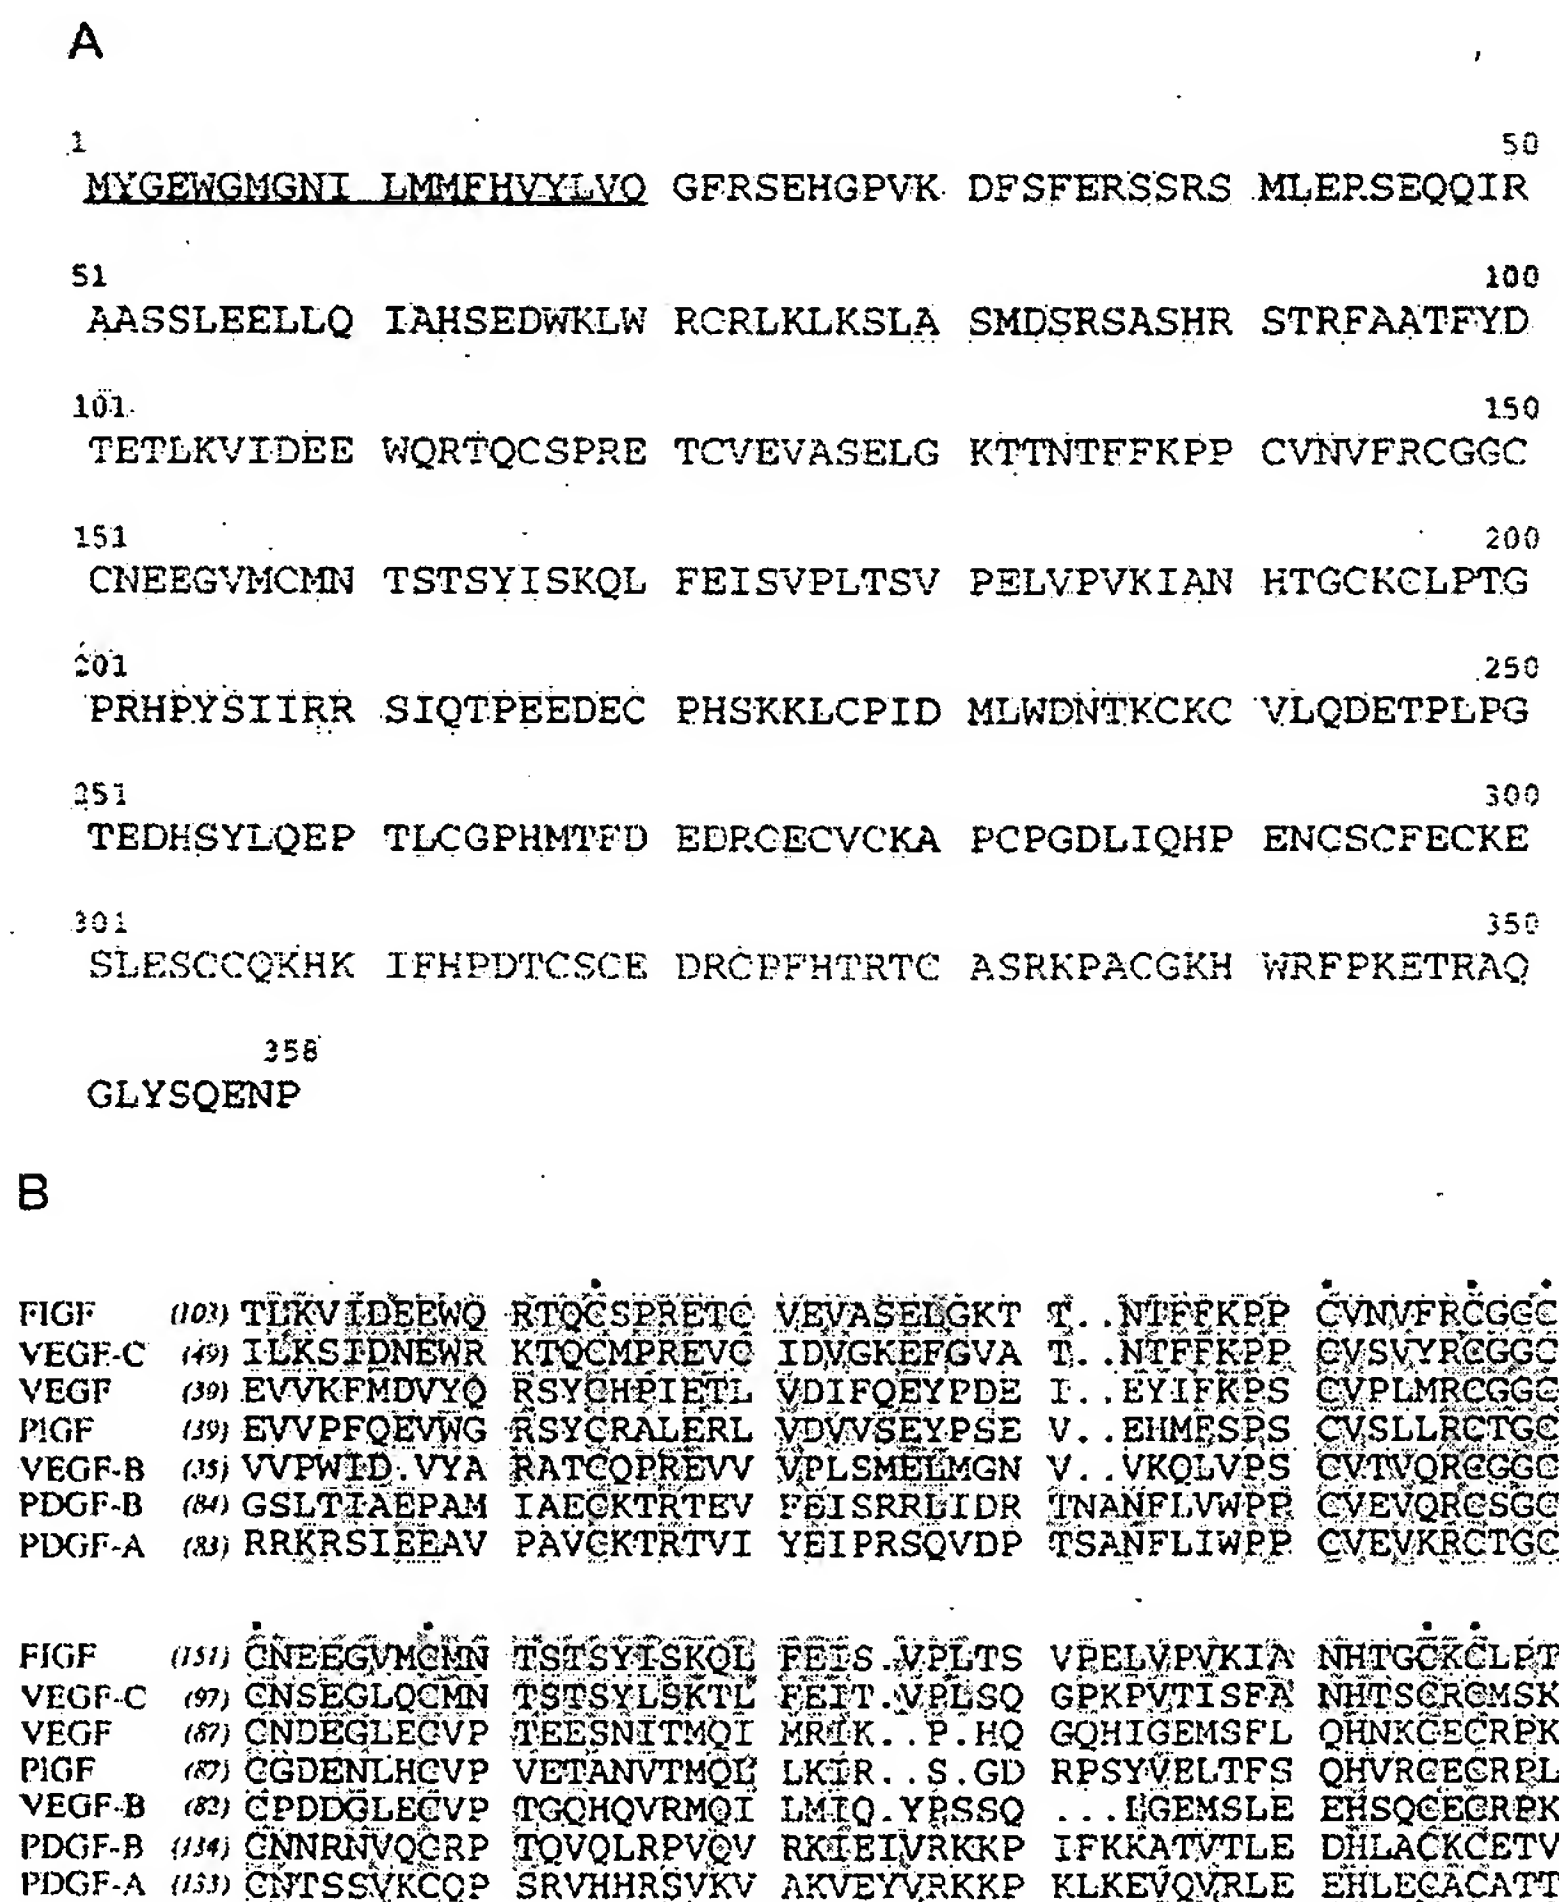 A
1 50
MYGEWGMGNI LMMFHVYLVQ GFRSEHGPVK DFSFERSSRS MLERSEQQIR
51 100
AASSLEELLQ IAHSEDWKLW RCRLKLKSLA SMDSRSASHR STRFAATFYD
101 150
TETLKVIDEE WQRTQCSPRE TCVEVASELG KTTNTFFKPP CVNVFRCGGC
151 200
CNEEGVMCMN TSTSYISKQL FEISVPLTSV PELVPVKIAN HTGCKCLPTG
201 250
PRHPYSIIRR SIQTPEEDEC PHSKKLCPID MLWDNTKCKC VLQDETPLPG
251 300
TEDHSYLQEP TLCGPHMTFD EDRCECVCKA PCPGDLIQHP ENCSCFECKE
301 350
SLESCCQKHK IFHPDTCSCE DRCPFHTRTC ASRKPACGKH WRFPKETRAQ
358
GLYSQENP
B
FIGF (103) TLKVIDEEWQ RTQCSPRETC VEVASELGKT T..NTFFKPP CVNVFRCGGC
VEGF-C (49) ILKSIDNEWR KTQCMPREVC IDVGKEFGVA T..NTFFKPP CVSVYRCGGC
VEGF (39) EVVKFMDVYQ RSYCHPIETL VDIFQEYPDE I..EYIFKPS CVPLMRCGGC
PlGF (39) EVVPFQEVWG RSYCRALERL VDVVSEYPSE V..EHMFSPS CVSLLRCTGC
VEGF-B (35) VVPWID.VYA RATCQPREVV VPLSMELMGN V..VKQLVPS CVTVQRCGGC
PDGF-B (84) GSLTIAEPAM IAECKTRTEV FEISRRLIDR TNANFLVWPP CVEVQRCSGC
PDGF-A (83) RRKRSIEEAV PAVCKTRTVI YEIPRSQVDP TSANFLIWPP CVEVKRCTGC
FIGF (151) CNEEGVMCMN TSTSYISKQL FEIS.VPLTS VPELVPVKIA NHTGCKCLPT
VEGF-C (97) CNSEGLQCMN TSTSYLSKTL FEIT.VPLSQ GPKPVTISFA NHTSCRCMSK
VEGF (87) CNDEGLECVP TEESNITMQI MRIK..P.HQ GQHIGEMSFL QHNKCECRPK
PlGF (87) CGDENLHCVP VETANVTMQL LKIR..S.GD RPSYVELTFS QHVRCECRPL
VEGF-B (82) CPDDGLECVP TGQHQVRMQI LMIQ.YPSSQ ...LGEMSLE EHSQCECRPK
PDGF-B (134) CNNRNVQCRP TQVQLRPVQV RKIEIVRKKP IFKKATVTLE DHLACKCETV
PDGF-A (133) CNTSSVKCQP SRVHHRSVKV AKVEYVRKKP KLKEVQVRLE EHLECACATT